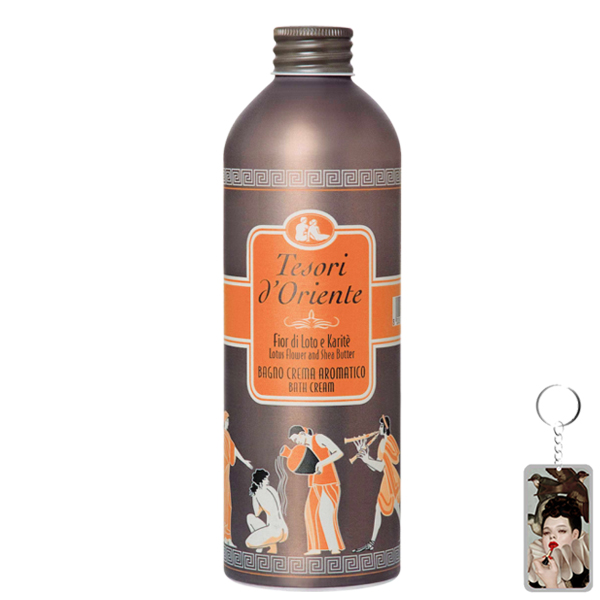 Tesori
d'Oriente
Fior di Loto e Karitè
Lotus Flower and Shea Butter
BAGNO CREMA AROMATICO
BATH CREAM